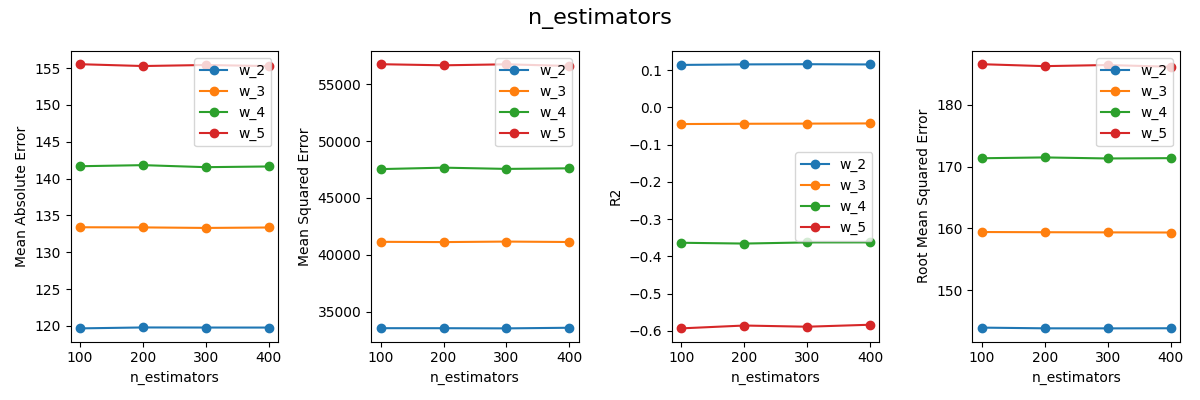 n_estimators
Mean Absolute Error
155
150
145
140
135
130
125
120
100 200 300 400
n_estimators
w_2
w_3
w_4
w_5
Mean Squared Error
55000
50000
45000
40000
35000
100 200 300 400
n_estimators
w_2
w_3
w_4
w_5
R2
0.1
0.0
−0.1
−0.2
−0.3
−0.4
−0.5
−0.6
100 200 300 400
n_estimators
w_2
w_3
w_4
w_5
Root Mean Squared Error
180
170
160
150
100 200 300 400
n_estimators
w_2
w_3
w_4
w_5